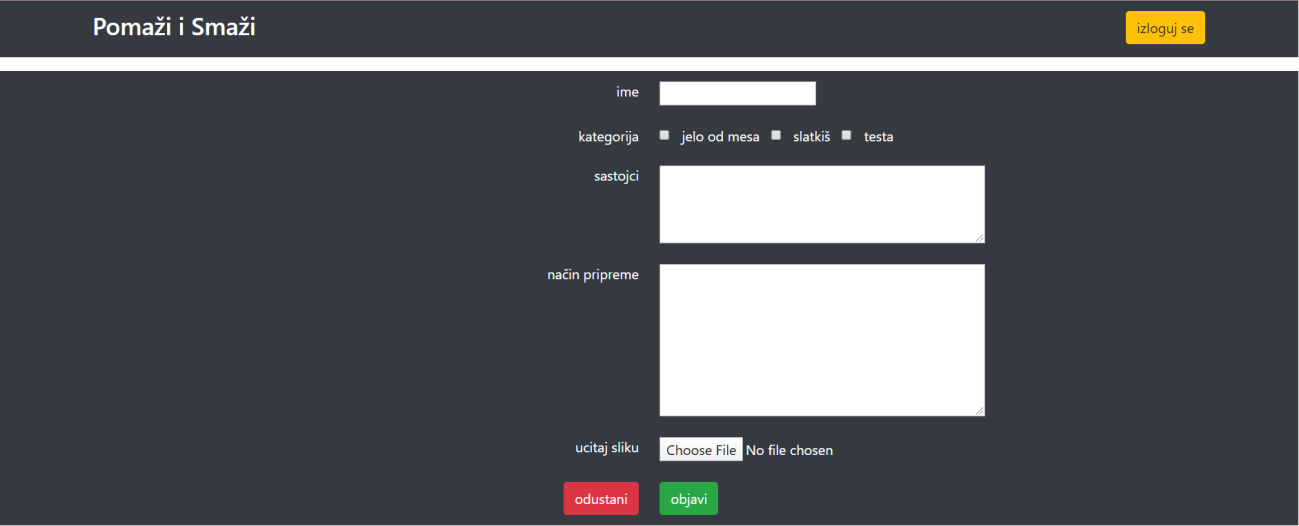 Pomaži i Smaži izloguj se
ime
kategorija jelo od mesa slatkiš testa
sastojci
način pripreme
ucitaj sliku Choose File No file chosen
odustani objavi